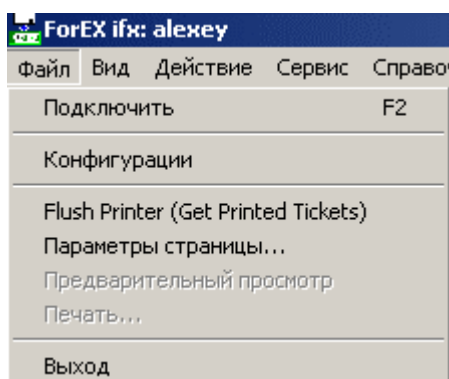 ForEX ifx: alexey
Файл Вид Действие Сервис Справо
Подключить F2
Конфигурации
Flush Printer (Get Printed Tickets)
Параметры страницы...
Предварительный просмотр
Печать...
Выход